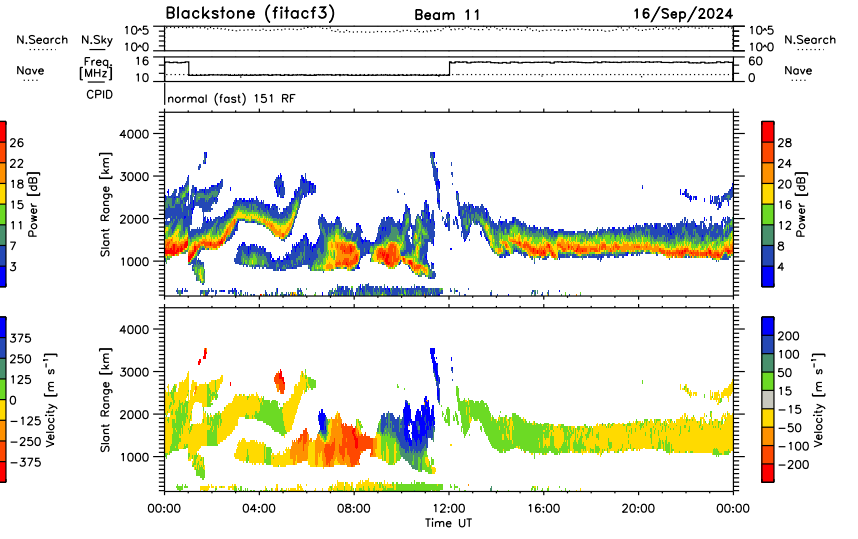 Blackstone (fitacf3) Beam 11 16/Sep/2024
N.Search N.Sky 10^5 10^5 N.Search
10^0 10^0
Nave Freq. [MHz] 16 60 Nave
10 0
CPID normal (fast) 151 RF
26 22 18 15 11 7 3
Power [dB]
Slant Range [km]
4000
3000
2000
1000
28 24 20 16 12 8 4
Power [dB]
375 250 125 0 -125 -250 -375
Velocity [m s⁻¹]
Slant Range [km]
4000
3000
2000
1000
200 100 50 15 -15 -50 -100 -200
Velocity [m s⁻¹]
00:00 04:00 08:00 12:00 16:00 20:00 00:00
Time UT